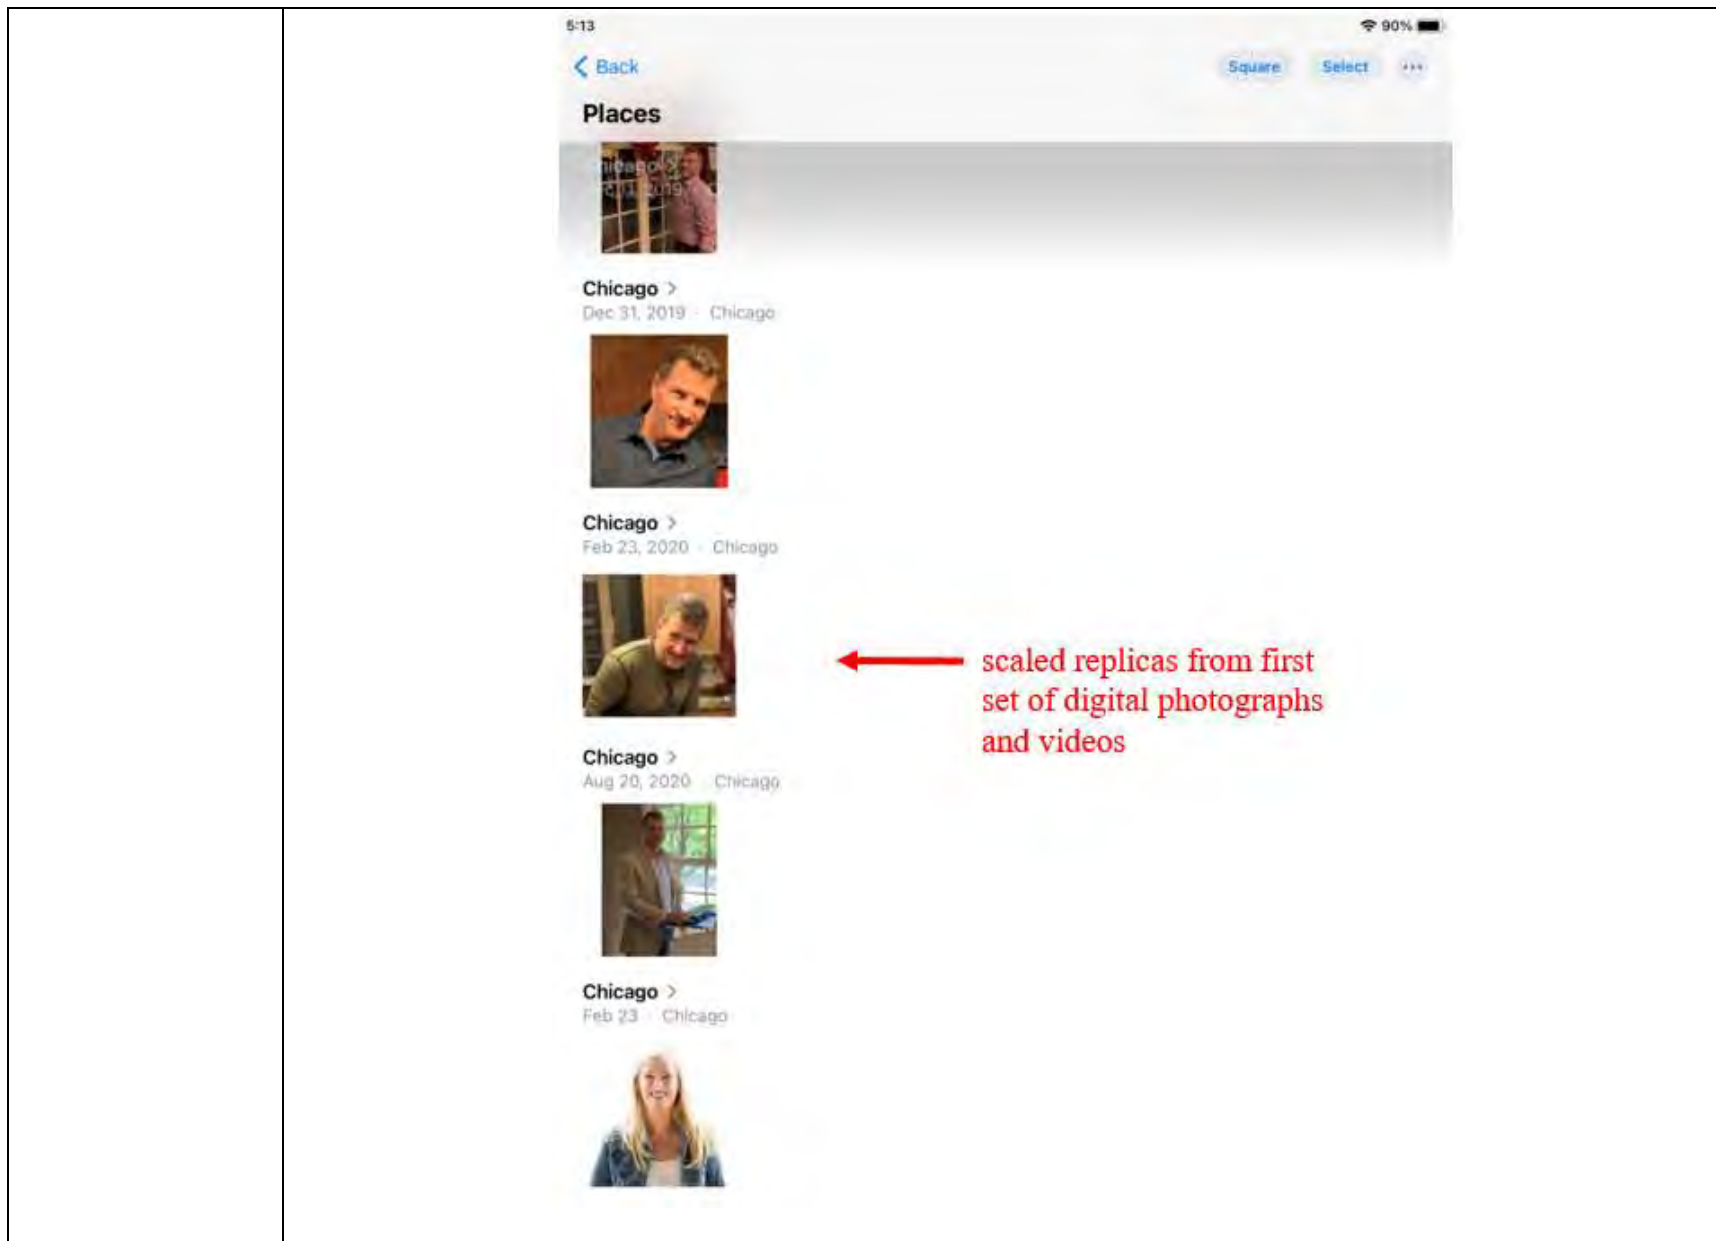 5:13
90%
Back
Square
Select
Places
Chicago >
Dec 31, 2019 · Chicago
Chicago >
Feb 23, 2020 · Chicago
scaled replicas from first
set of digital photographs
and videos
Chicago >
Aug 20, 2020 · Chicago
Chicago >
Feb 23 · Chicago